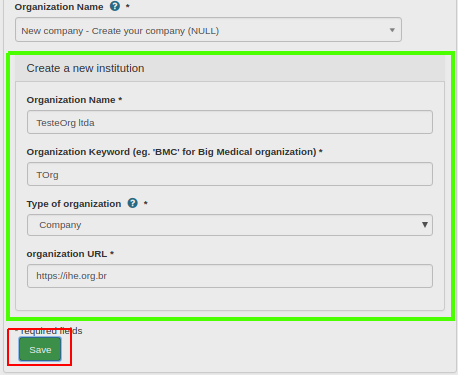 Organization Name ? *
New company - Create your company (NULL)
Create a new institution
Organization Name *
TesteOrg ltda
Organization Keyword (eg. 'BMC' for Big Medical organization) *
TOrg
Type of organization ? *
Company
organization URL *
https://ihe.org.br
* required fields
Save